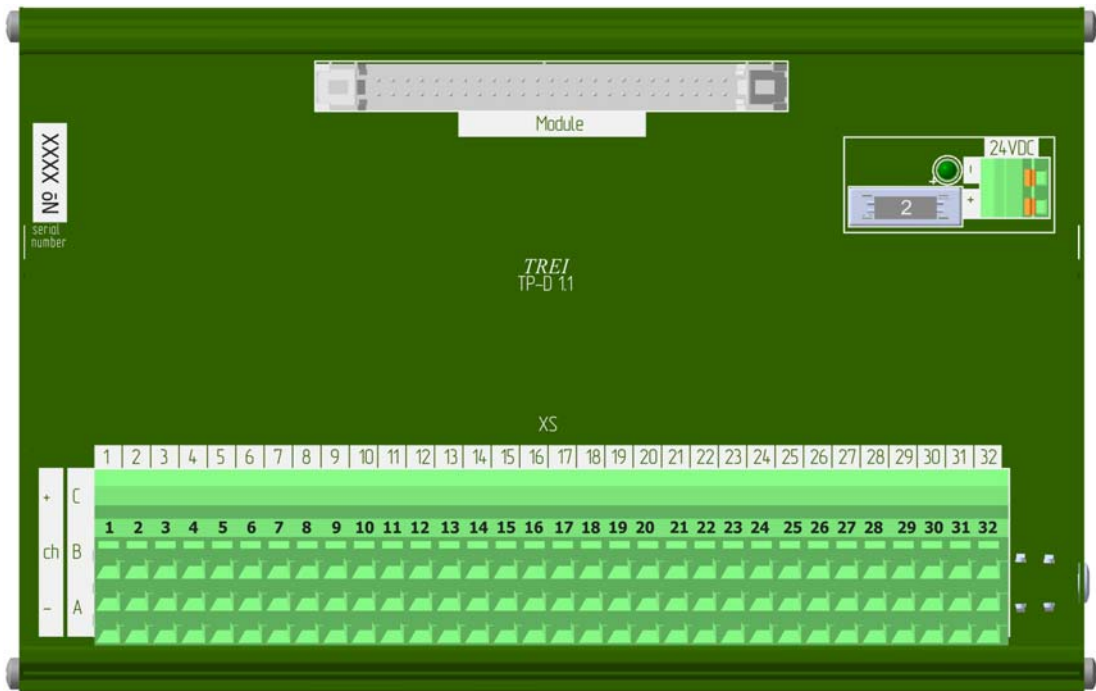 Module
24VDC
-
+
+
2
№ XXXX
serial
number
TREI
TP-D 1.1
XS
1 2 3 4 5 6 7 8 9 10 11 12 13 14 15 16 17 18 19 20 21 22 23 24 25 26 27 28 29 30 31 32
+ C
1 2 3 4 5 6 7 8 9 10 11 12 13 14 15 16 17 18 19 20 21 22 23 24 25 26 27 28 29 30 31 32
ch B
- A